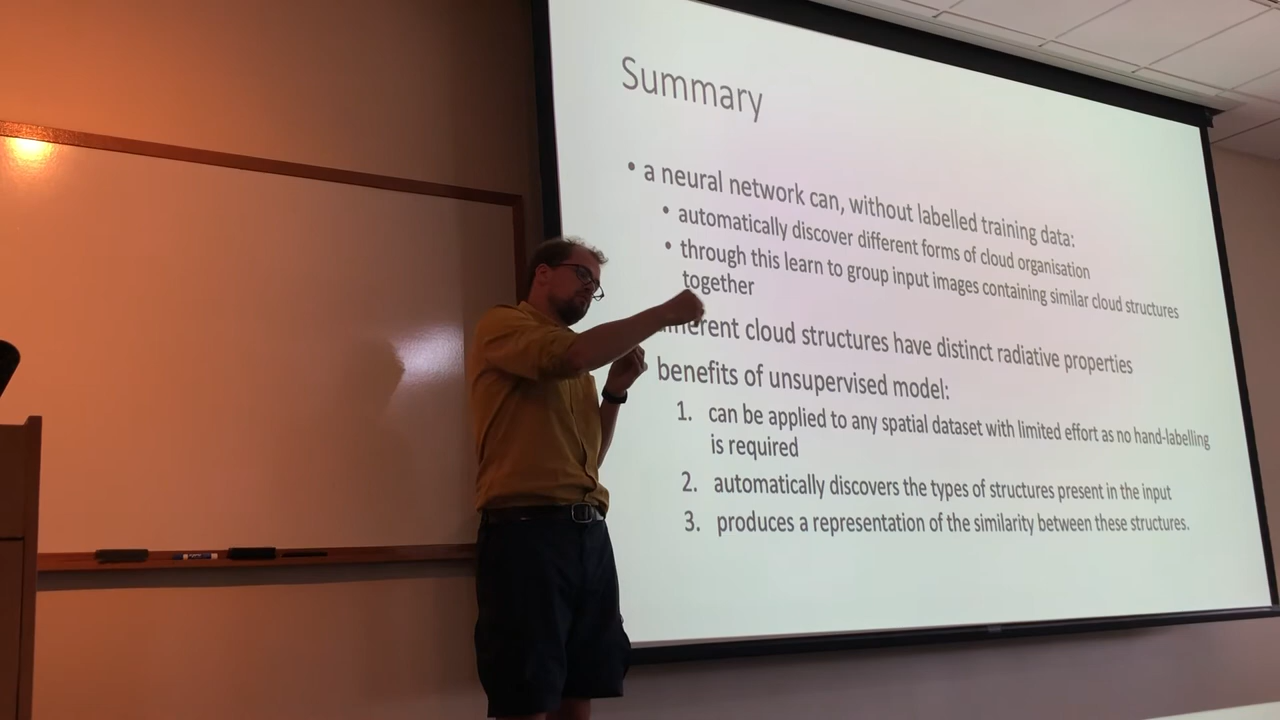 Summary
• a neural network can, without labelled training data:
• automatically discover different forms of cloud organisation
• through this learn to group input images containing similar cloud structures
together
cloud structures have distinct radiative properties
benefits of unsupervised model:
1. can be applied to any spatial dataset with limited effort as no hand-labelling
is required
2. automatically discovers the types of structures present in the input
3. produces a representation of the similarity between these structures.